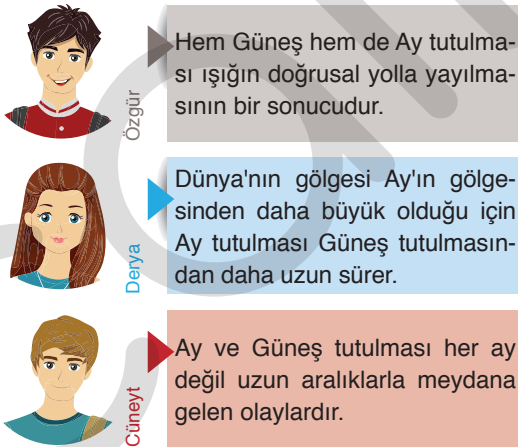 Özgür
Hem Güneş hem de Ay tutulma-
sı ışığın doğrusal yolla yayılma-
sının bir sonucudur.
Derya
Dünya'nın gölgesi Ay'ın gölge-
sinden daha büyük olduğu için
Ay tutulması Güneş tutulmasın-
dan daha uzun sürer.
Cüneyt
Ay ve Güneş tutulması her ay
değil uzun aralıklarla meydana
gelen olaylardır.